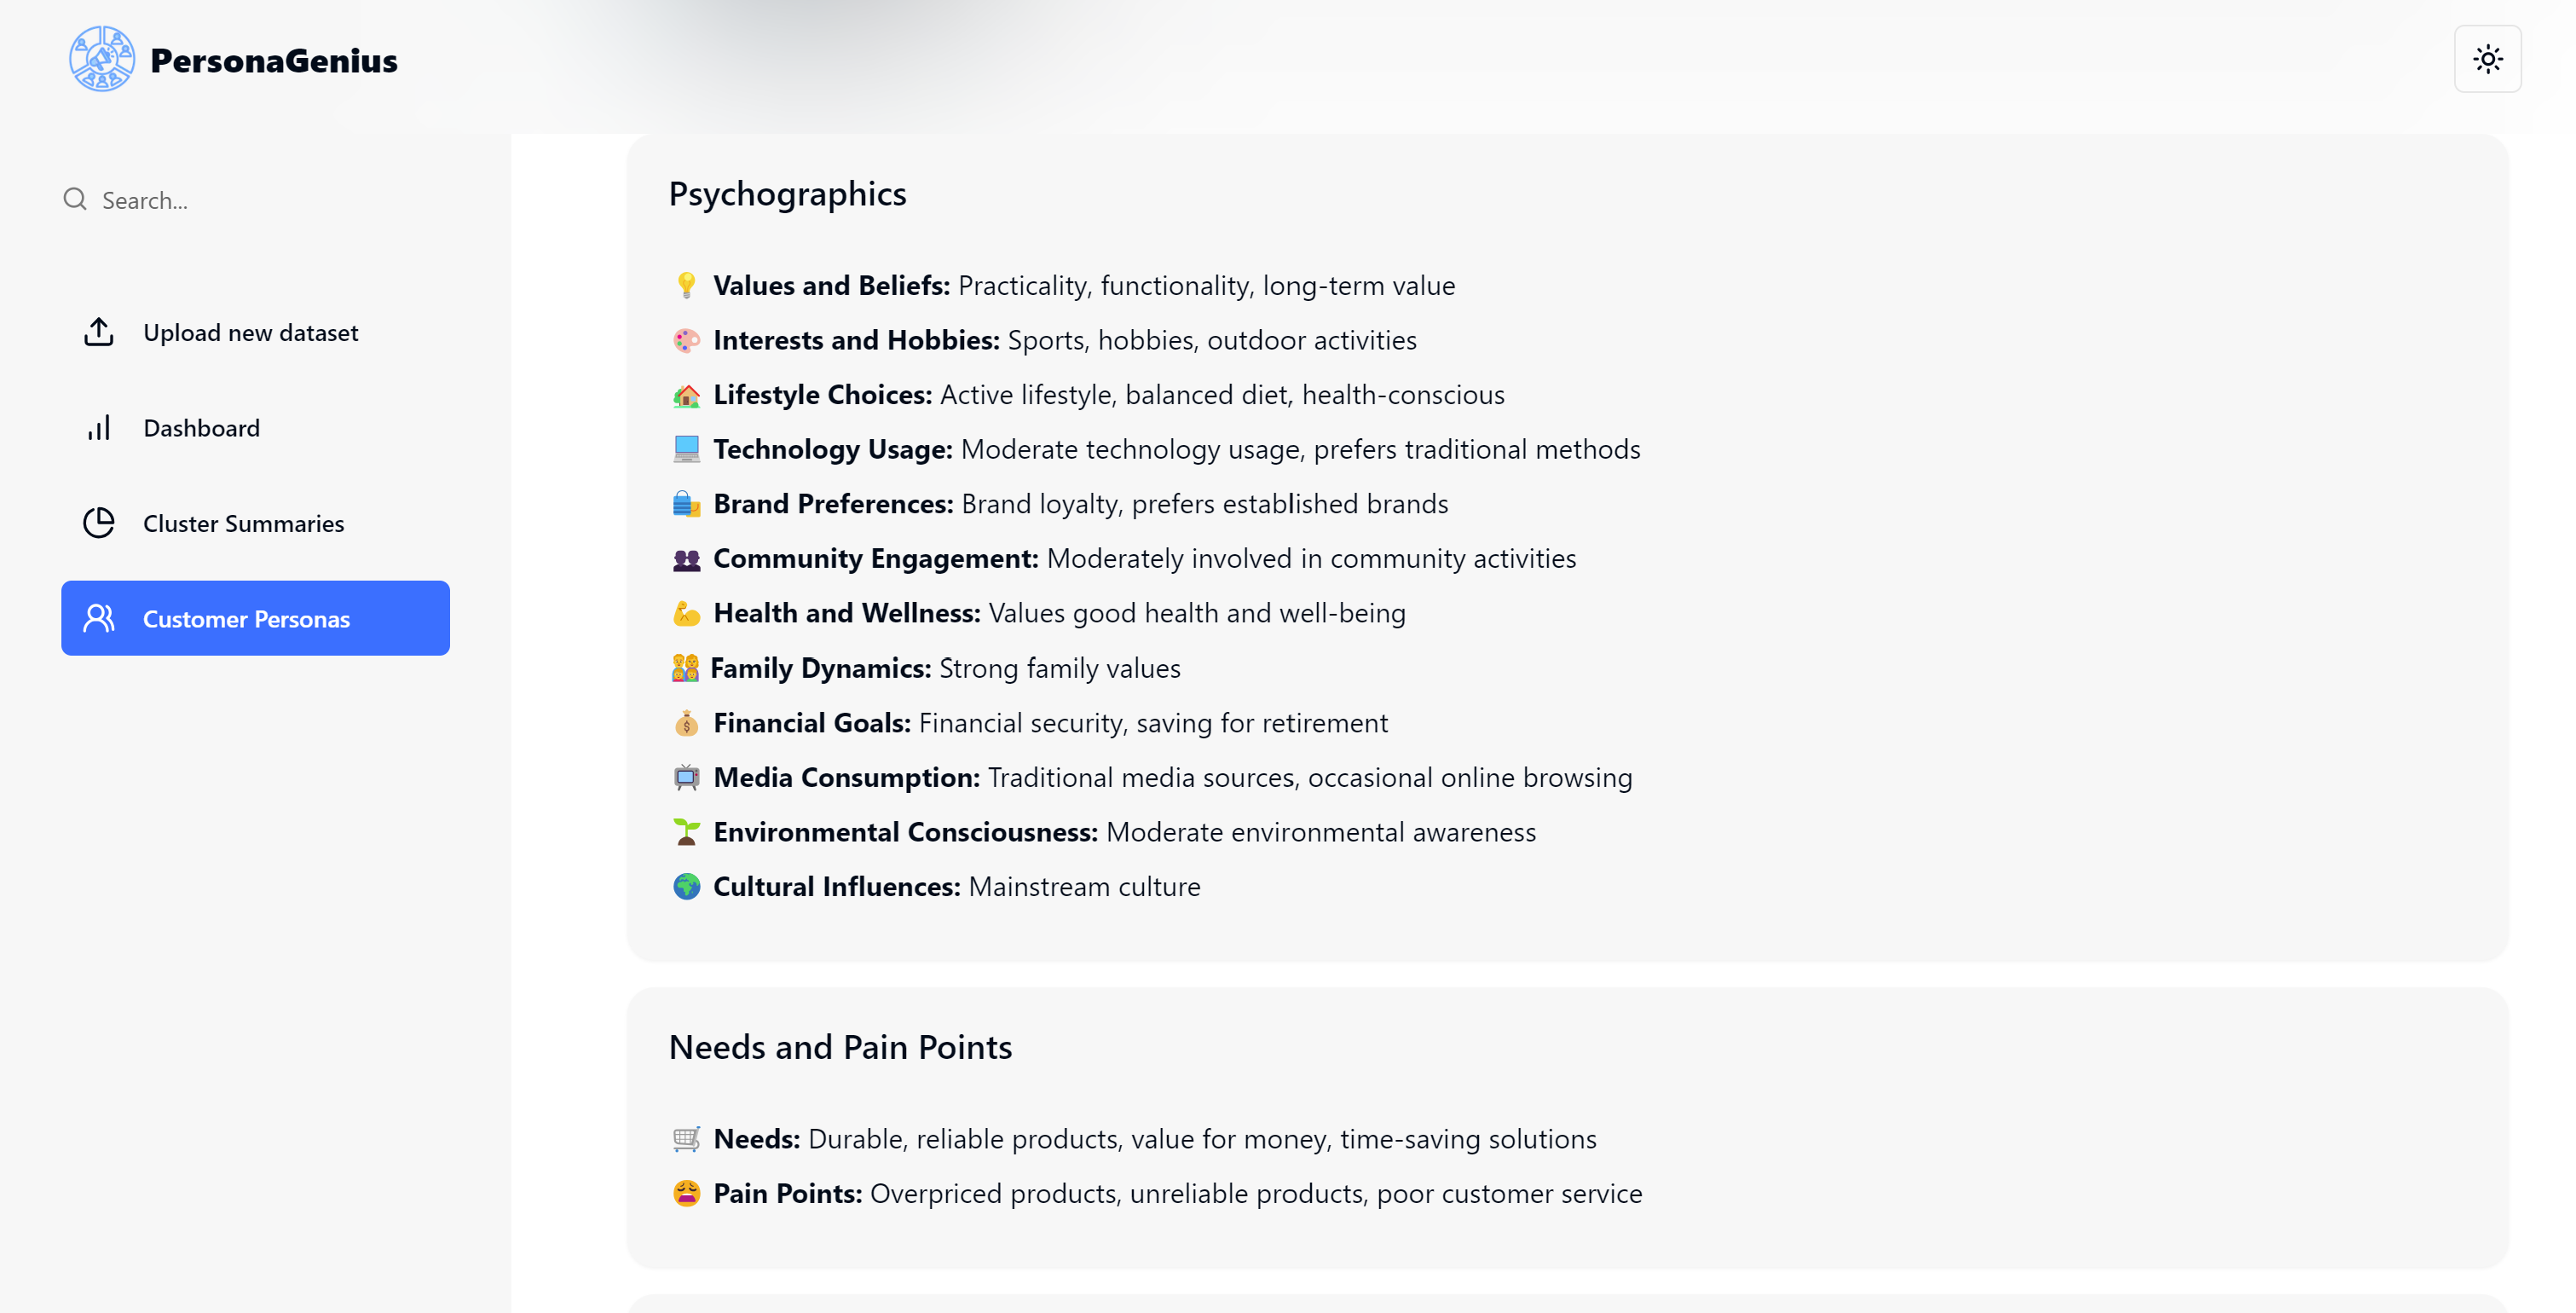 PersonaGenius
Search...
Upload new dataset
Dashboard
Cluster Summaries
Customer Personas
Psychographics
Values and Beliefs: Practicality, functionality, long-term value
Interests and Hobbies: Sports, hobbies, outdoor activities
Lifestyle Choices: Active lifestyle, balanced diet, health-conscious
Technology Usage: Moderate technology usage, prefers traditional methods
Brand Preferences: Brand loyalty, prefers established brands
Community Engagement: Moderately involved in community activities
Health and Wellness: Values good health and well-being
Family Dynamics: Strong family values
Financial Goals: Financial security, saving for retirement
Media Consumption: Traditional media sources, occasional online browsing
Environmental Consciousness: Moderate environmental awareness
Cultural Influences: Mainstream culture
Needs and Pain Points
Needs: Durable, reliable products, value for money, time-saving solutions
Pain Points: Overpriced products, unreliable products, poor customer service